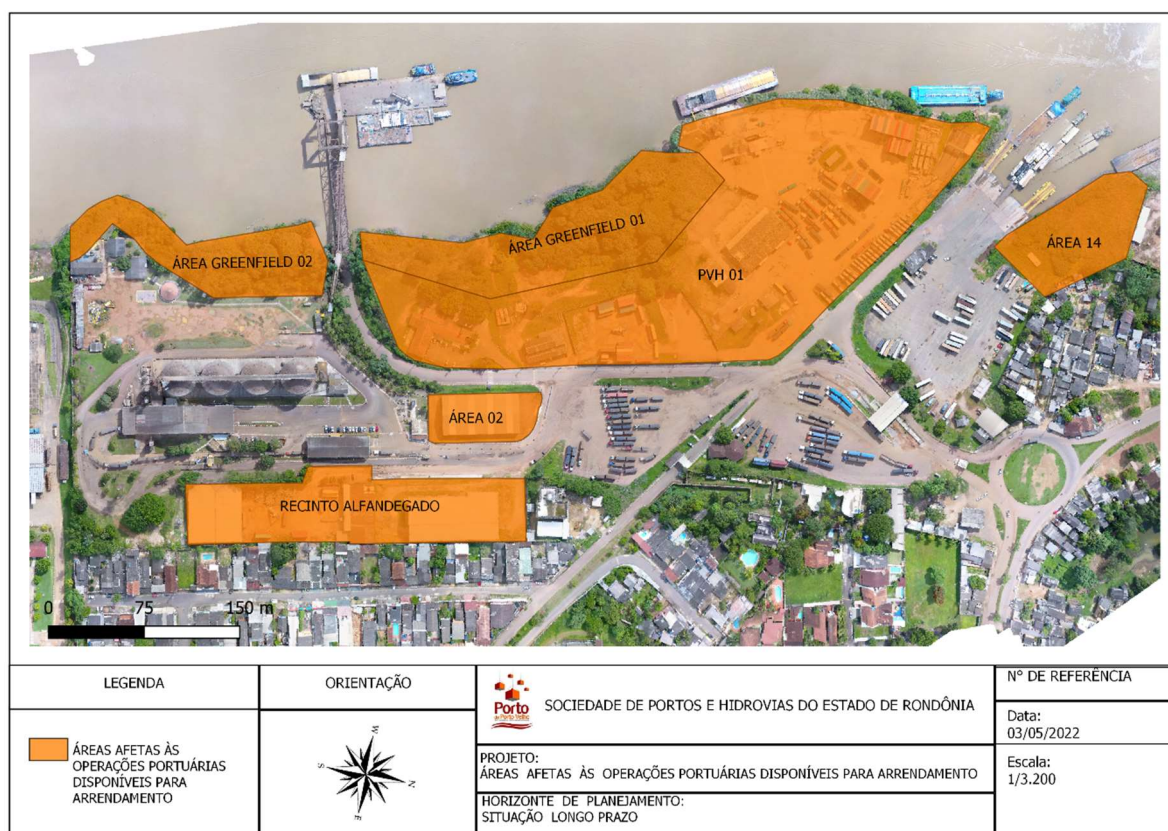 ÁREA GREENFIELD 01
ÁREA GREENFIELD 02
ÁREA 14
PVH 01
ÁREA 02
RECINTO ALFANDEGADO
0 75 150 m
LEGENDA
ÁREAS AFETAS ÀS
OPERAÇÕES PORTUÁRIAS
DISPONÍVEIS PARA
ARRENDAMENTO
ORIENTAÇÃO
W
S
N
E
Porto
de Porto Velho
SOCIEDADE DE PORTOS E HIDROVIAS DO ESTADO DE RONDÔNIA
PROJETO:
ÁREAS AFETAS ÀS OPERAÇÕES PORTUÁRIAS DISPONÍVEIS PARA ARRENDAMENTO
HORIZONTE DE PLANEJAMENTO:
SITUAÇÃO LONGO PRAZO
N° DE REFERÊNCIA
Data:
03/05/2022
Escala:
1/3.200